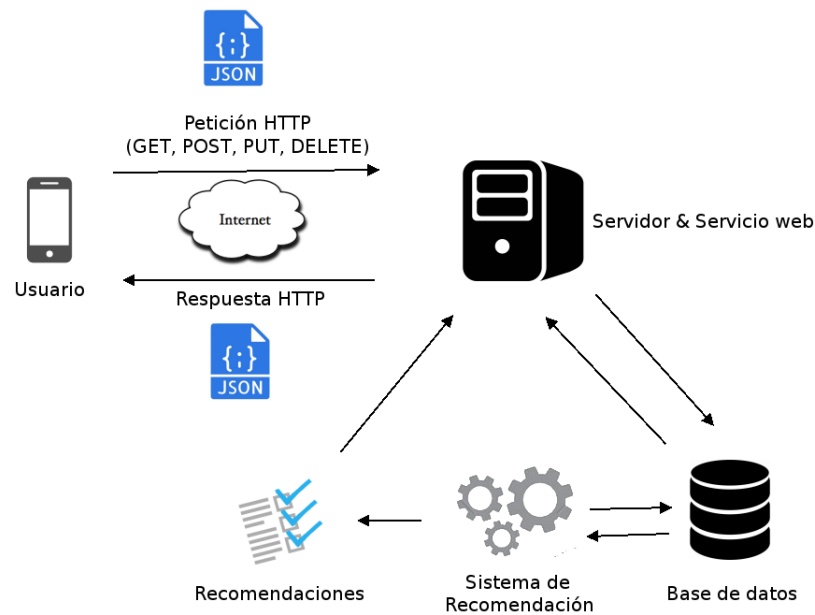 {;}
JSON
Petición HTTP
(GET, POST, PUT, DELETE)
Internet
Servidor & Servicio web
Usuario
Respuesta HTTP
{;}
JSON
Recomendaciones
Sistema de
Recomendación
Base de datos